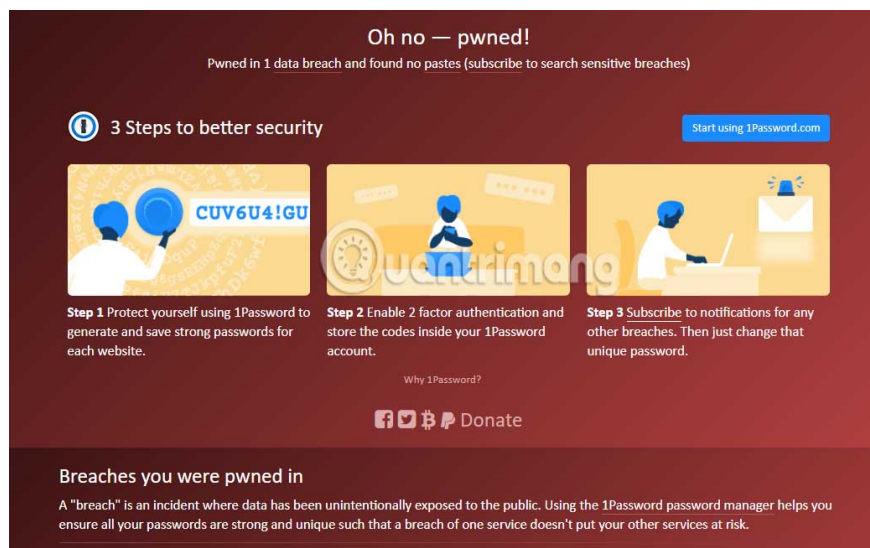 Oh no — pwned!
Pwned in 1 data breach and found no pastes (subscribe to search sensitive breaches)
3 Steps to better security
Start using 1Password.com
CUV6U4!GU
Quantrimang
Step 1 Protect yourself using 1Password to
generate and save strong passwords for
each website.
Step 2 Enable 2 factor authentication and
store the codes inside your 1Password
account.
Step 3 Subscribe to notifications for any
other breaches. Then just change that
unique password.
Why 1Password?
Donate
Breaches you were pwned in
A "breach" is an incident where data has been unintentionally exposed to the public. Using the 1Password password manager helps you
ensure all your passwords are strong and unique such that a breach of one service doesn't put your other services at risk.